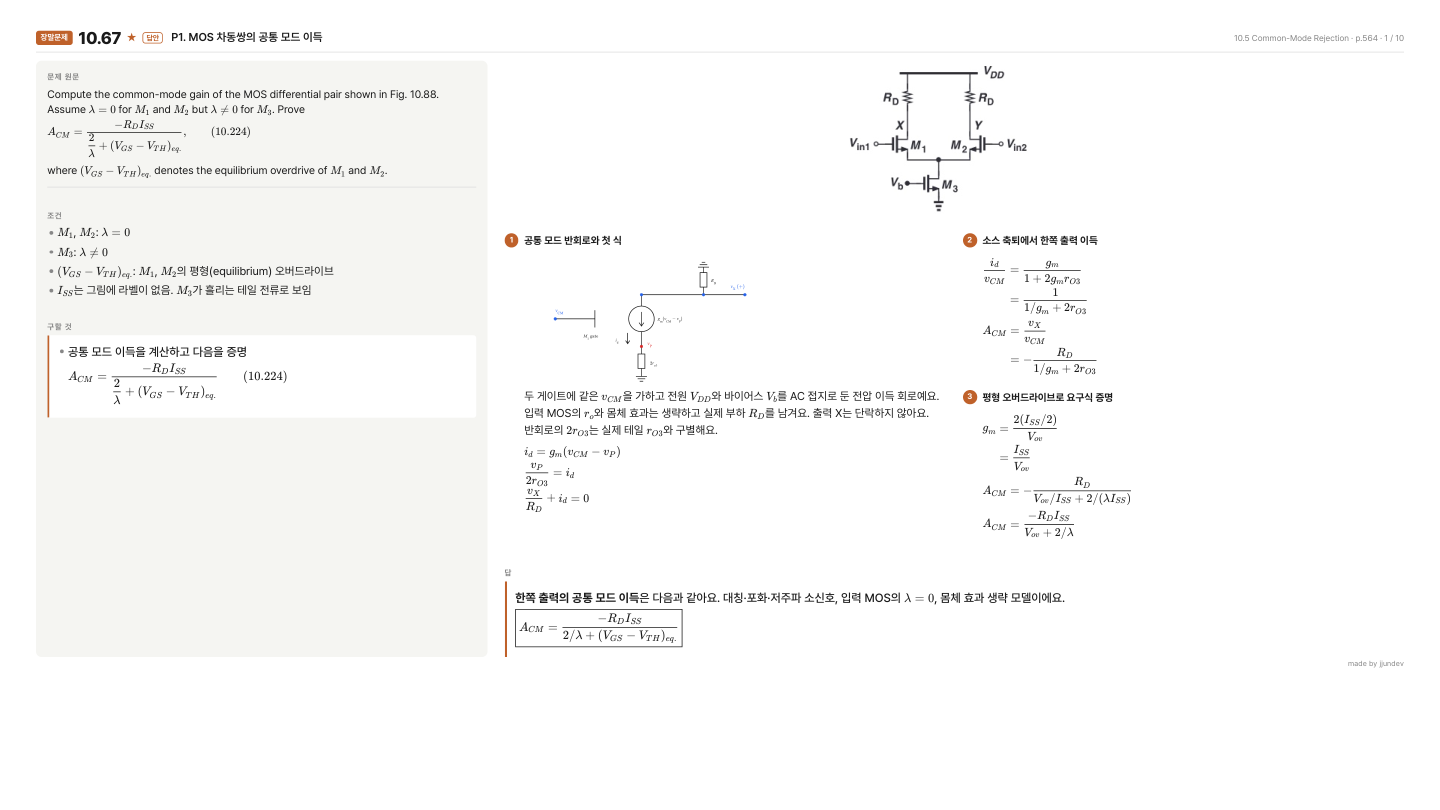 장말문제 10.67 ★ 답안 P1. MOS 차동쌍의 공통 모드 이득
10.5 Common-Mode Rejection · p.564 · 1 / 10
문제 원문
Compute the common-mode gain of the MOS differential pair shown in Fig. 10.88.
Assume λ = 0 for M₁ and M₂ but λ ≠ 0 for M₃. Prove
A_CM = −R_D I_SS / (2/λ + (V_GS − V_TH)_eq.), (10.224)
where (V_GS − V_TH)_eq. denotes the equilibrium overdrive of M₁ and M₂.
조건
• M₁, M₂: λ = 0
• M₃: λ ≠ 0
• (V_GS − V_TH)_eq.: M₁, M₂의 평형(equilibrium) 오버드라이브
• I_SS는 그림에 라벨이 없음. M₃가 흘리는 테일 전류로 보임
구할 것
• 공통 모드 이득을 계산하고 다음을 증명
A_CM = −R_D I_SS / (2/λ + (V_GS − V_TH)_eq.) (10.224)
V_DD
R_D R_D
X Y
V_in1 M₁ M₂ V_in2
V_b M₃
1 공통 모드 반회로와 첫 식
v_CM
M₁ gate
g_m(v_CM − v_P)
i_d
v_P
두 게이트에 같은 v_CM을 가하고 전원 V_DD와 바이어스 V_b를 AC 접지로 둔 전압 이득 회로예요.
입력 MOS의 r_o와 몸체 효과는 생략하고 실제 부하 R_D를 남겨요. 출력 X는 단락하지 않아요.
반회로의 2r_O3는 실제 테일 r_O3와 구별해요.
i_d = g_m(v_CM − v_P)
v_P / 2r_O3 = i_d
v_X / R_D + i_d = 0
2 소스 축퇴에서 한쪽 출력 이득
i_d / v_CM = g_m / (1 + 2g_m r_O3)
= 1 / (1/g_m + 2r_O3)
A_CM = v_X / v_CM
= − R_D / (1/g_m + 2r_O3)
3 평형 오버드라이브로 요구식 증명
g_m = 2(I_SS/2) / V_ov
= I_SS / V_ov
A_CM = − R_D / (V_ov/I_SS + 2/(λI_SS))
A_CM = −R_D I_SS / (V_ov + 2/λ)
답
한쪽 출력의 공통 모드 이득은 다음과 같아요. 대칭·포화·저주파 소신호, 입력 MOS의 λ = 0, 몸체 효과 생략 모델이에요.
A_CM = −R_D I_SS / (2/λ + (V_GS − V_TH)_eq.)
made by jjundev